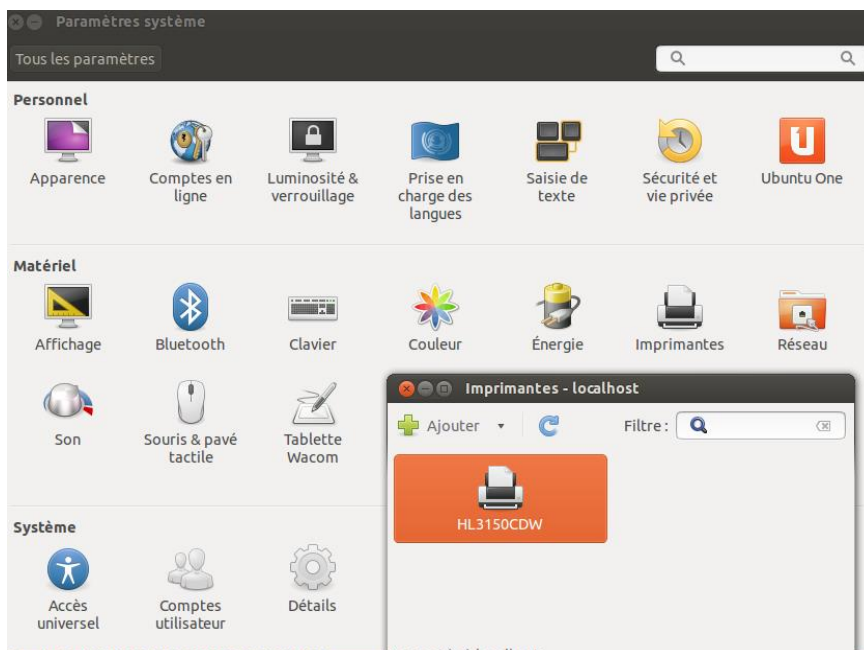 Paramètres système
Tous les paramètres
Personnel
Apparence
Comptes en
ligne
Luminosité &
verrouillage
Prise en
charge des
langues
Saisie de
texte
Sécurité et
vie privée
Ubuntu One
Matériel
Affichage
Bluetooth
Clavier
Couleur
Énergie
Imprimantes
Réseau
Son
Souris & pavé
tactile
Tablette
Wacom
Imprimantes - localhost
Ajouter
Filtre :
HL3150CDW
Système
Accès
universel
Comptes
utilisateur
Détails